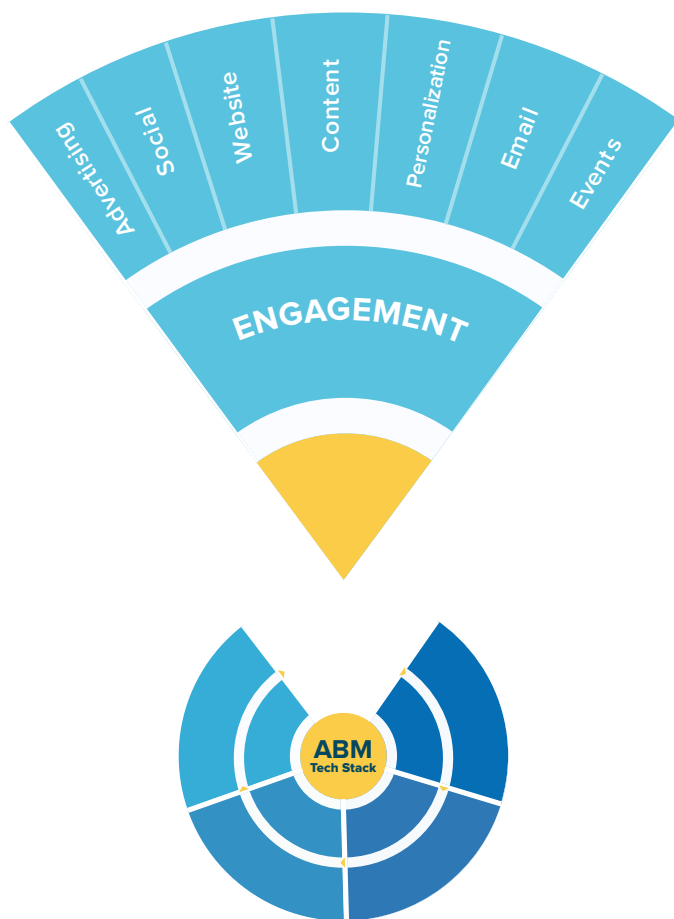 Advertising
Social
Website
Content
Personalization
Email
Events
ENGAGEMENT
ABM
Tech Stack